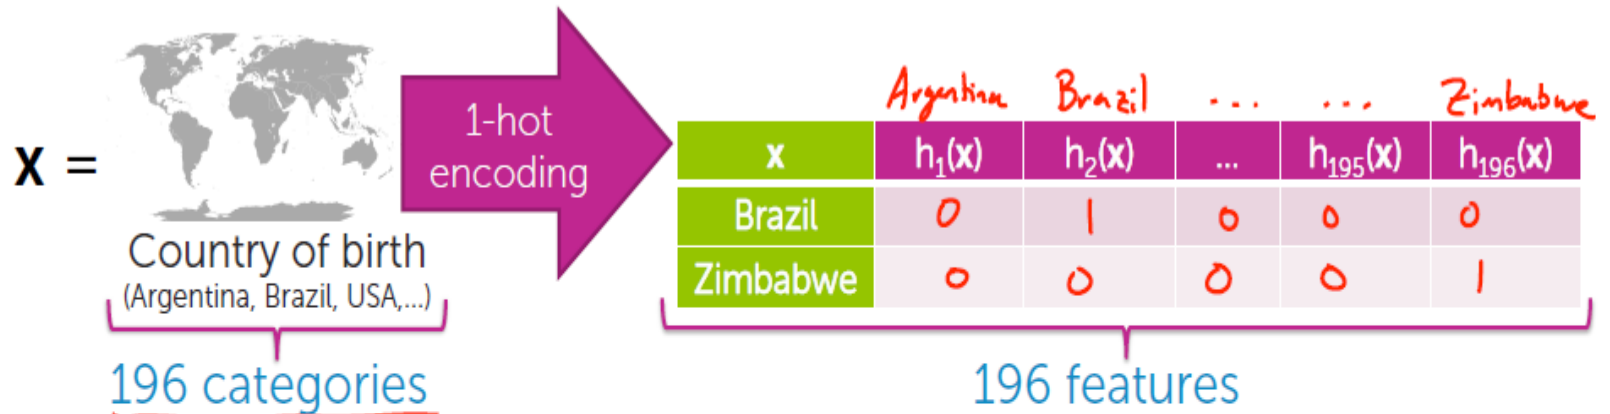 X =
Country of birth
(Argentina, Brazil, USA,...)
196 categories
1-hot
encoding
Argentina Brazil ... ... Zimbabwe
x h1(x) h2(x) ... h195(x) h196(x)
Brazil 0 1 0 0 0
Zimbabwe 0 0 0 0 1
196 features